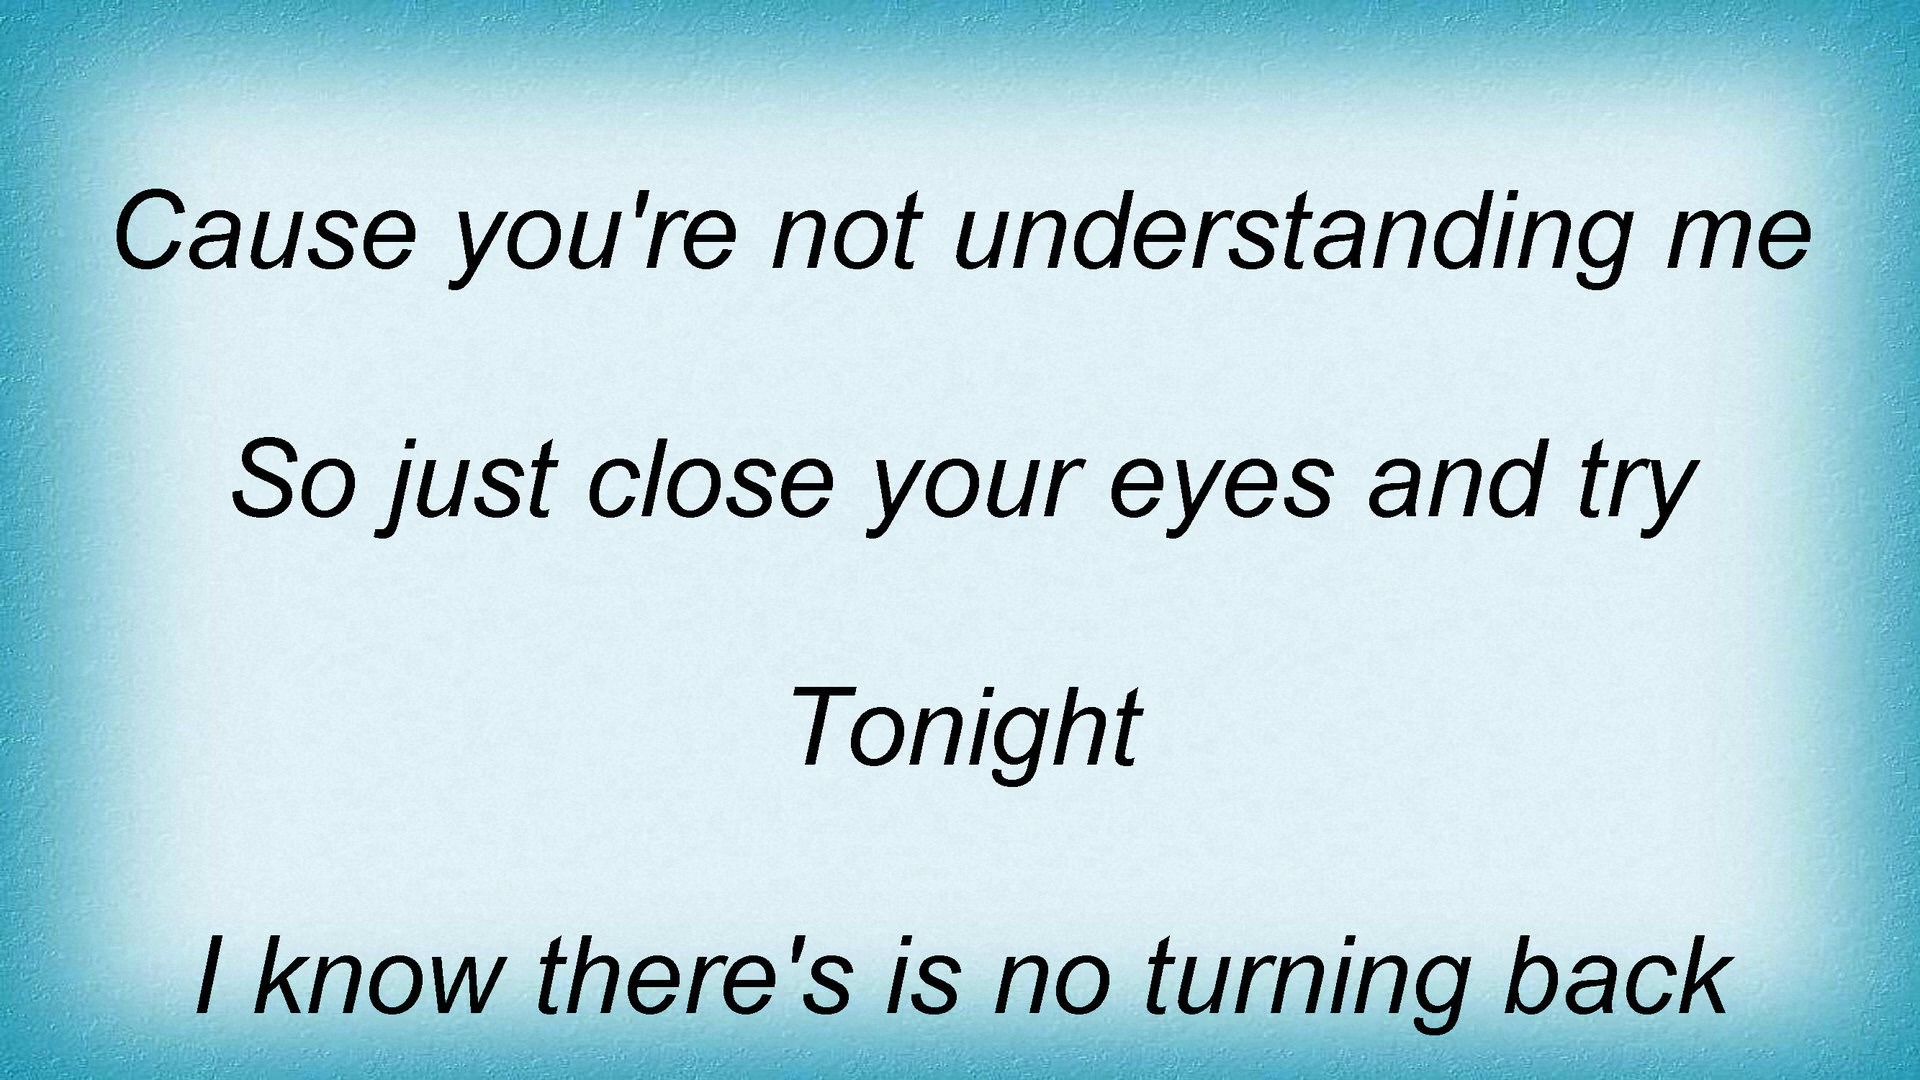 Cause you're not understanding me
So just close your eyes and try
Tonight
I know there's is no turning back